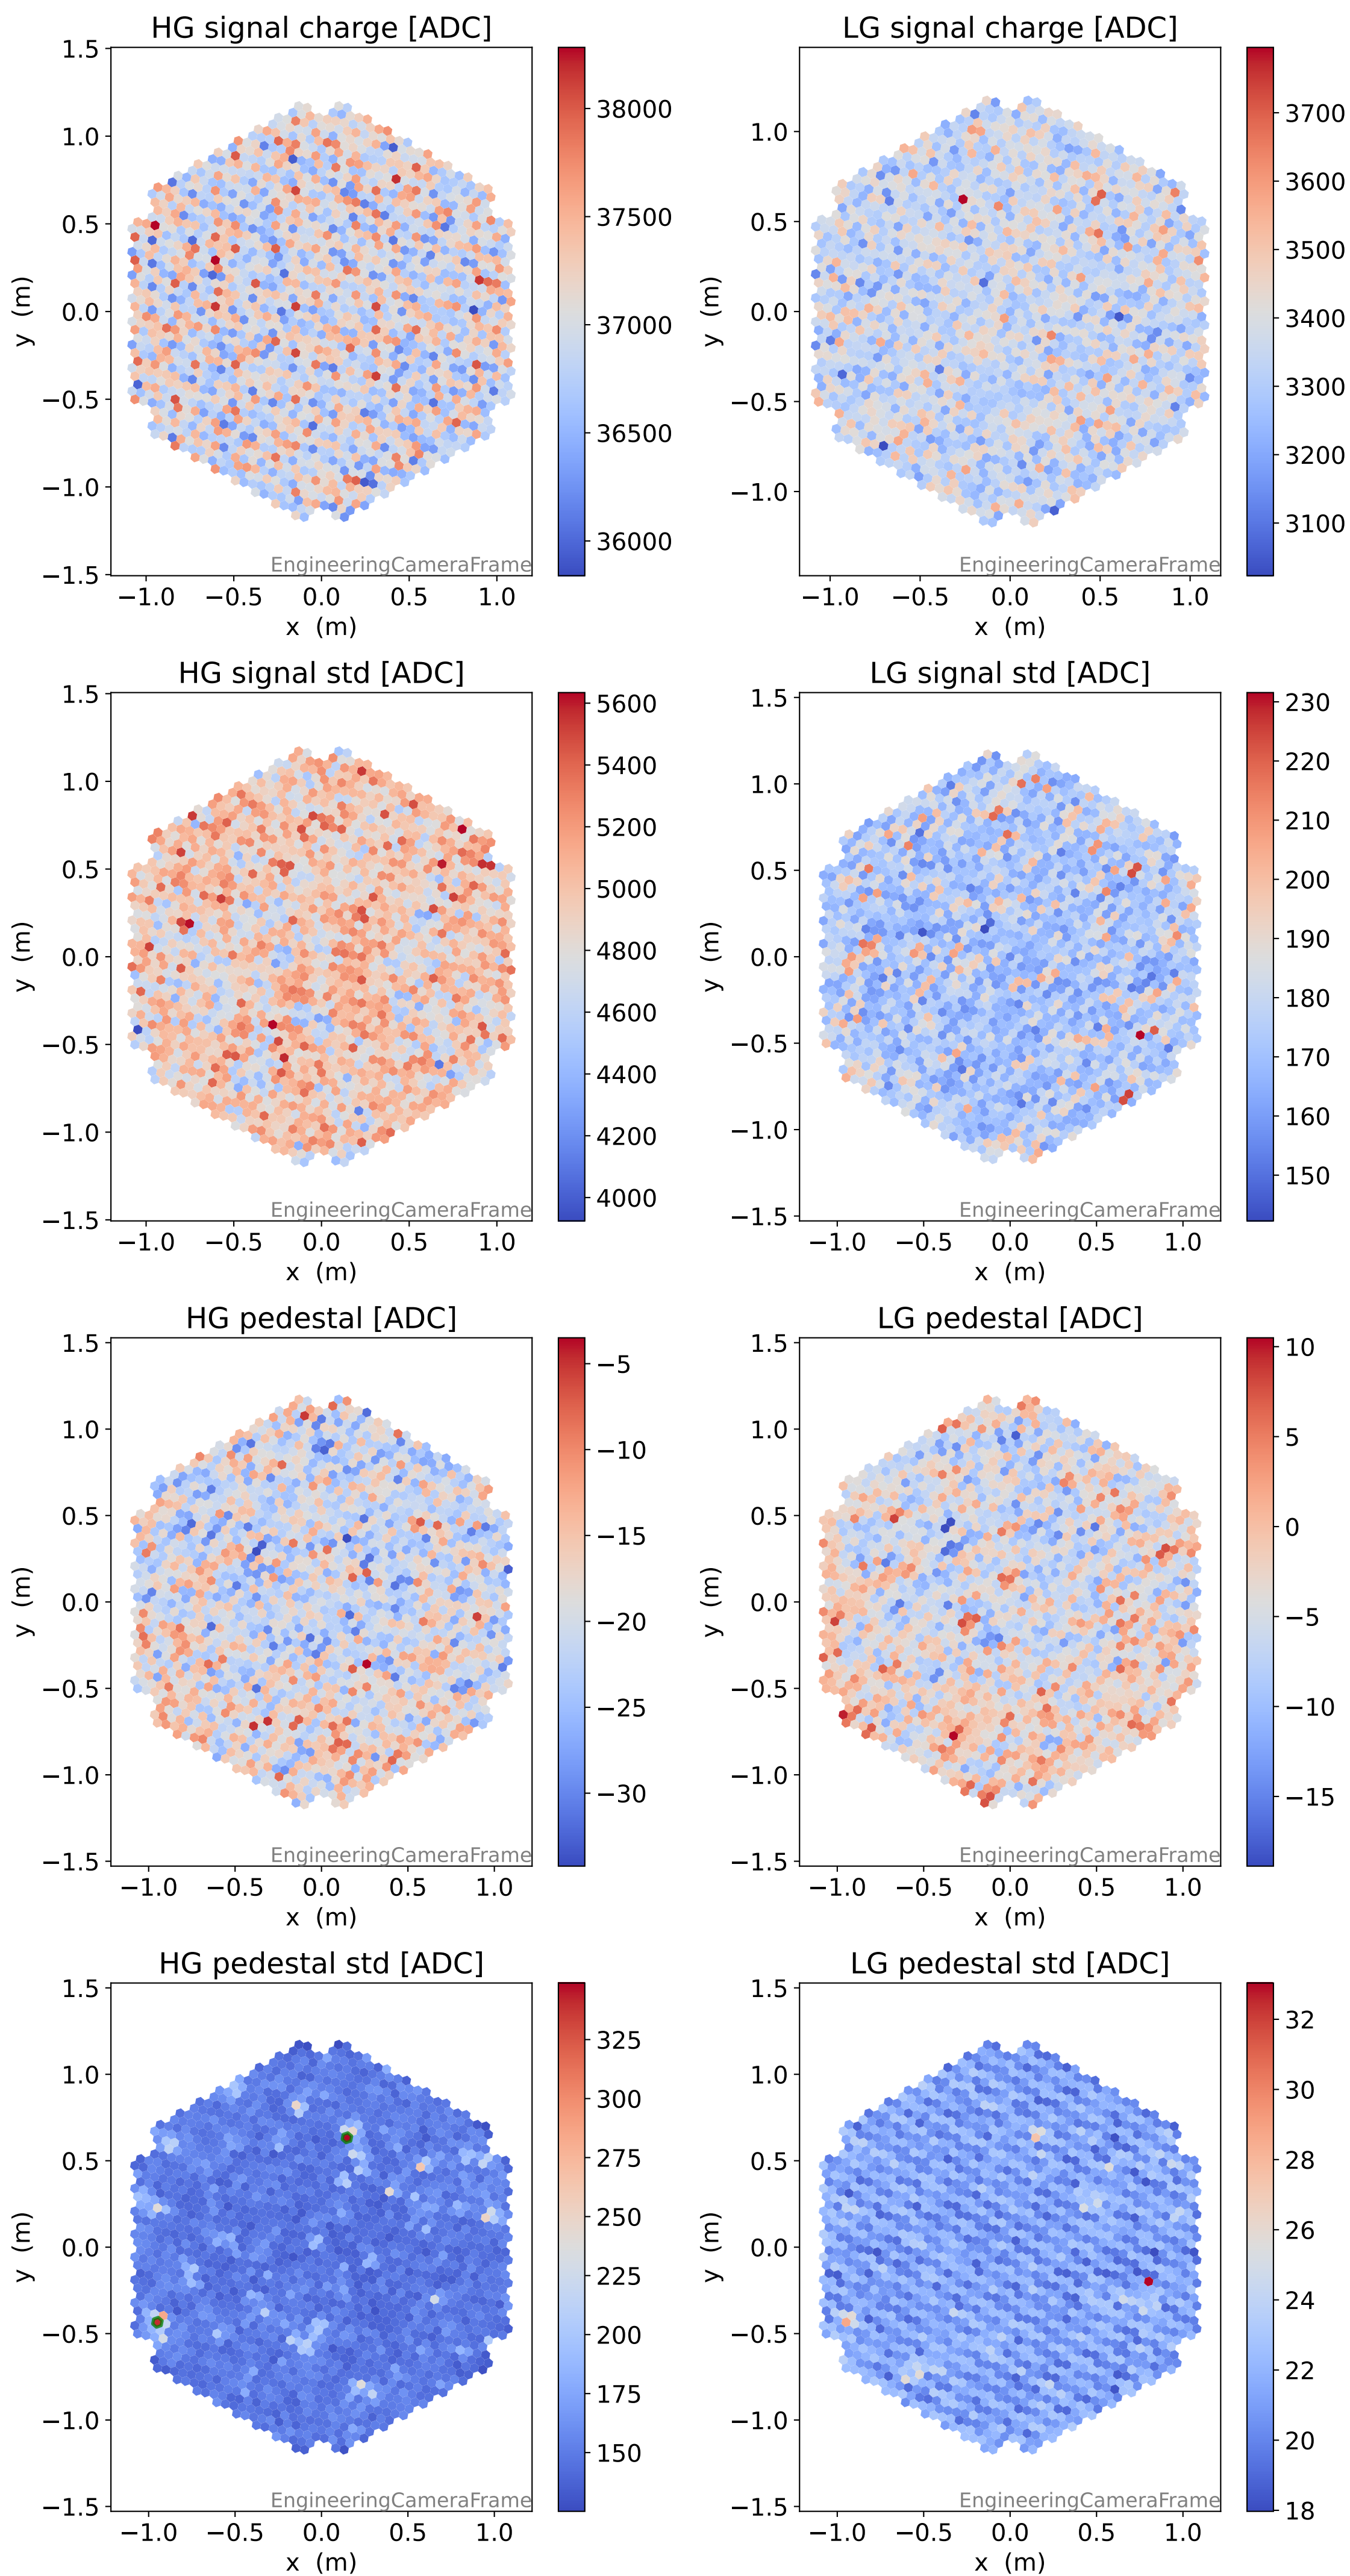 HG signal charge [ADC]
1.5
1.0
0.5
0.0
−0.5
−1.0
−1.5
y (m)
−1.0 −0.5 0.0 0.5 1.0
x (m)
EngineeringCameraFrame
38000
37500
37000
36500
36000
LG signal charge [ADC]
1.0
0.5
0.0
−0.5
−1.0
y (m)
−1.0 −0.5 0.0 0.5 1.0
x (m)
EngineeringCameraFrame
3700
3600
3500
3400
3300
3200
3100
HG signal std [ADC]
1.5
1.0
0.5
0.0
−0.5
−1.0
−1.5
y (m)
−1.0 −0.5 0.0 0.5 1.0
x (m)
EngineeringCameraFrame
5600
5400
5200
5000
4800
4600
4400
4200
4000
LG signal std [ADC]
1.5
1.0
0.5
0.0
−0.5
−1.0
−1.5
y (m)
−1.0 −0.5 0.0 0.5 1.0
x (m)
EngineeringCameraFrame
230
220
210
200
190
180
170
160
150
HG pedestal [ADC]
1.5
1.0
0.5
0.0
−0.5
−1.0
−1.5
y (m)
−1.0 −0.5 0.0 0.5 1.0
x (m)
EngineeringCameraFrame
−5
−10
−15
−20
−25
−30
LG pedestal [ADC]
1.5
1.0
0.5
0.0
−0.5
−1.0
−1.5
y (m)
−1.0 −0.5 0.0 0.5 1.0
x (m)
EngineeringCameraFrame
10
5
0
−5
−10
−15
HG pedestal std [ADC]
1.5
1.0
0.5
0.0
−0.5
−1.0
−1.5
y (m)
−1.0 −0.5 0.0 0.5 1.0
x (m)
EngineeringCameraFrame
325
300
275
250
225
200
175
150
LG pedestal std [ADC]
1.5
1.0
0.5
0.0
−0.5
−1.0
−1.5
y (m)
−1.0 −0.5 0.0 0.5 1.0
x (m)
EngineeringCameraFrame
32
30
28
26
24
22
20
18